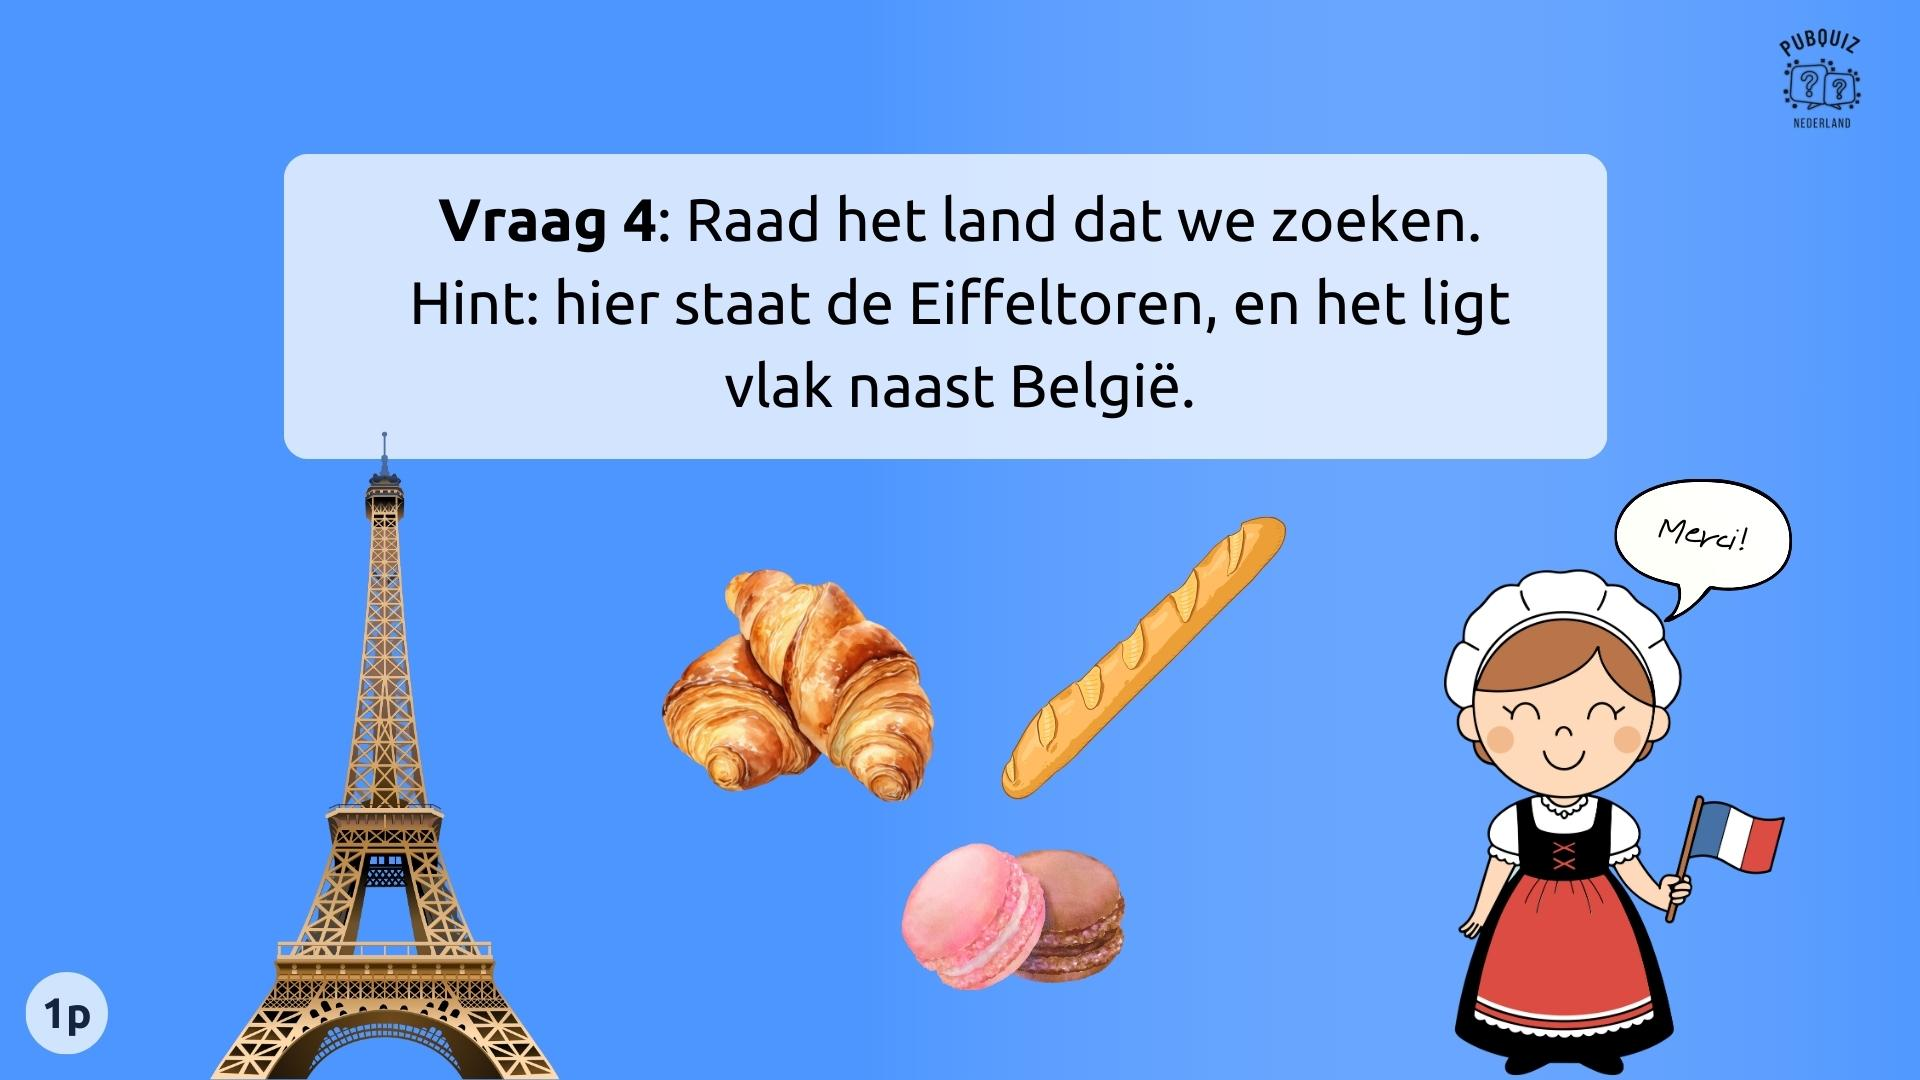 PUBQUIZ
? ?
NEDERLAND
Vraag 4: Raad het land dat we zoeken.
Hint: hier staat de Eiffeltoren, en het ligt
vlak naast België.
Merci!
1p